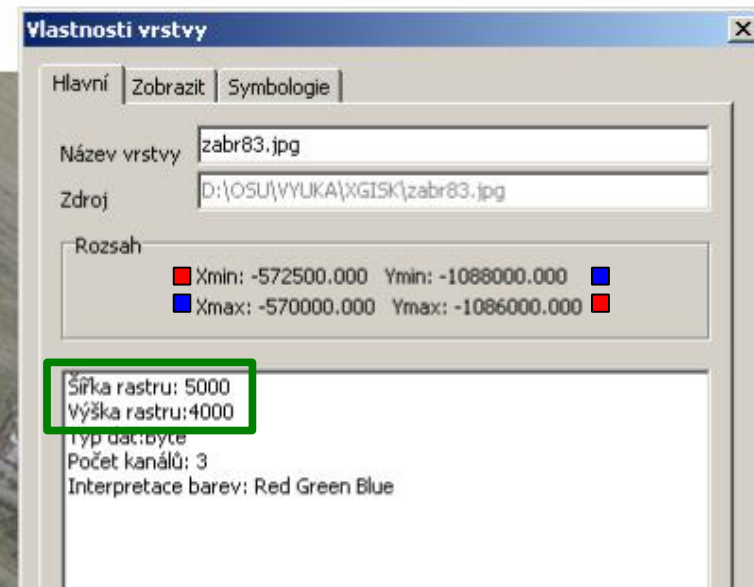 Vlastnosti vrstvy
Hlavní Zobrazit Symbologie
Název vrstvy zabr83.jpg
Zdroj D:\OSU\VYUKA\XGISK\zabr83.jpg
Rozsah
Xmin: -572500.000 Ymin: -1088000.000
Xmax: -570000.000 Ymax: -1086000.000
Šířka rastru: 5000
Výška rastru:4000
Typ dat:Byte
Počet kanálů: 3
Interpretace barev: Red Green Blue